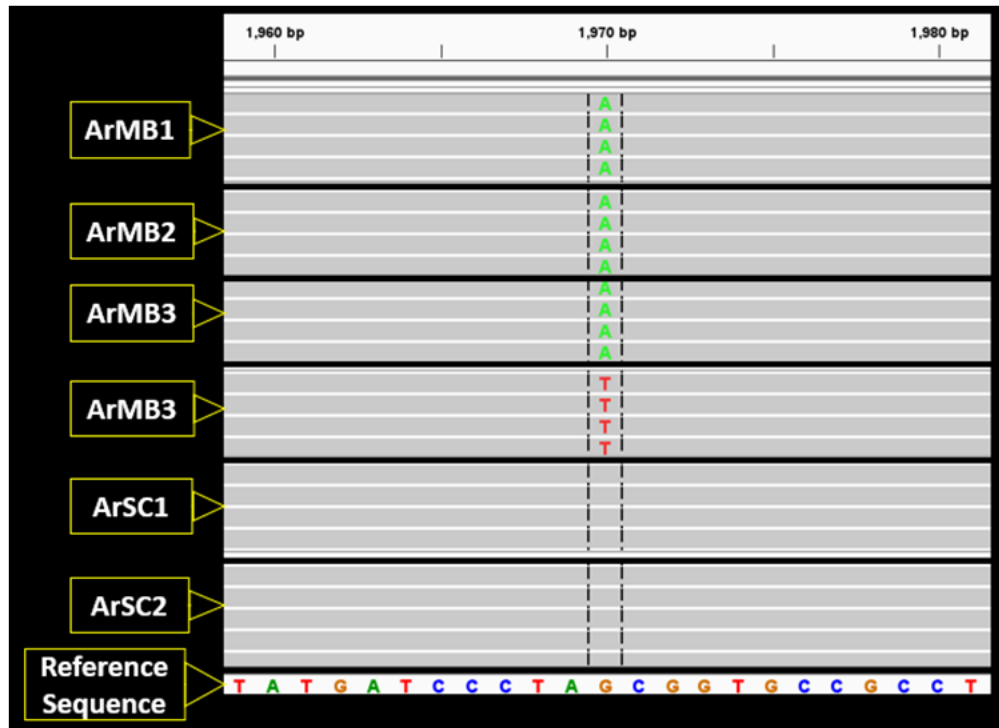 1,960 bp 1,970 bp 1,980 bp
ArMB1
A
A
A
A
ArMB2
A
A
A
A
ArMB3
A
A
A
A
ArMB3
T
T
T
T
ArSC1
ArSC2
Reference
Sequence
T A T G A T C C C T A G C G G T G C C G C C T